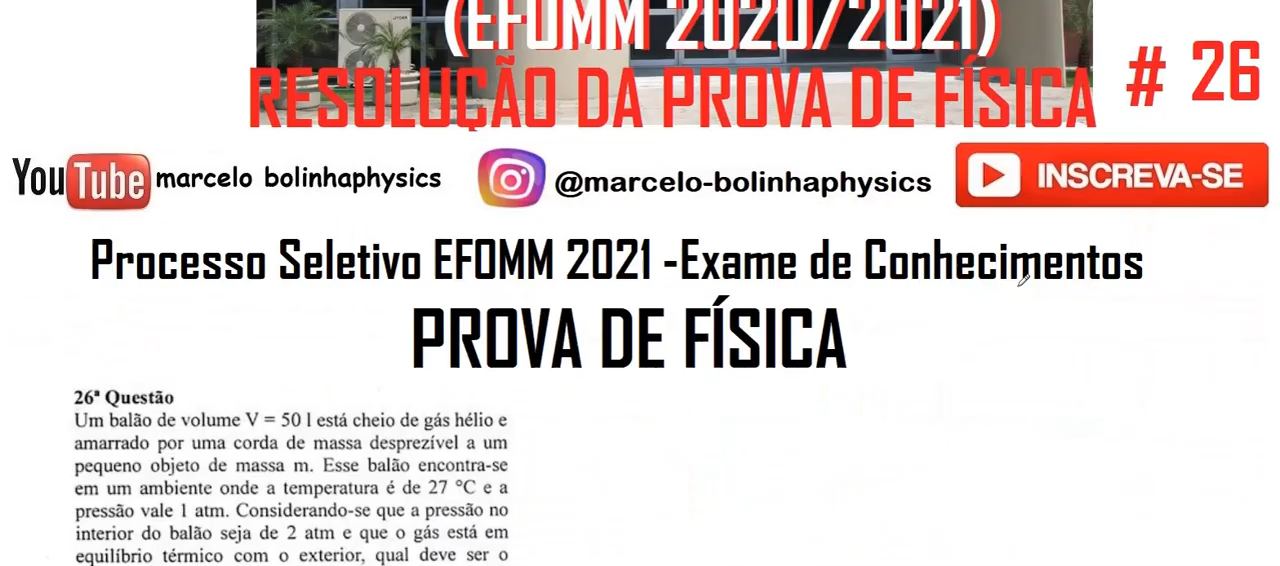 (EFOMM 2020/2021)
RESOLUÇÃO DA PROVA DE FÍSICA # 26
YouTube marcelo bolinhaphysics @marcelo-bolinhaphysics INSCREVA-SE
Processo Seletivo EFOMM 2021 -Exame de Conhecimentos
PROVA DE FÍSICA
26ª Questão
Um balão de volume V = 50 l está cheio de gás hélio e
amarrado por uma corda de massa desprezível a um
pequeno objeto de massa m. Esse balão encontra-se
em um ambiente onde a temperatura é de 27 °C e a
pressão vale 1 atm. Considerando-se que a pressão no
interior do balão seja de 2 atm e que o gás está em
equilíbrio térmico com o exterior, qual deve ser o